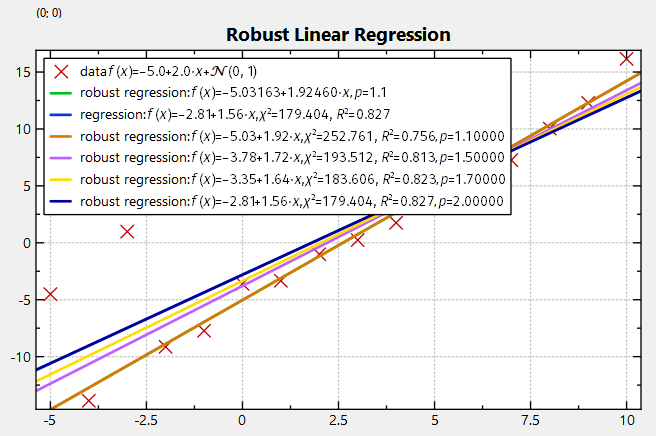 (0; 0)
Robust Linear Regression
data f (x)=−5.0+2.0·x+𝒩 (0, 1)
robust regression: f (x)=−5.03163+1.92460·x, p=1.1
regression: f (x)=−2.81+1.56·x, χ²=179.404, R²=0.827
robust regression: f (x)=−5.03+1.92·x, χ²=252.761, R²=0.756, p=1.10000
robust regression: f (x)=−3.78+1.72·x, χ²=193.512, R²=0.813, p=1.50000
robust regression: f (x)=−3.35+1.64·x, χ²=183.606, R²=0.823, p=1.70000
robust regression: f (x)=−2.81+1.56·x, χ²=179.404, R²=0.827, p=2.00000
15
10
5
0
-5
-10
-5 -2.5 0 2.5 5 7.5 10